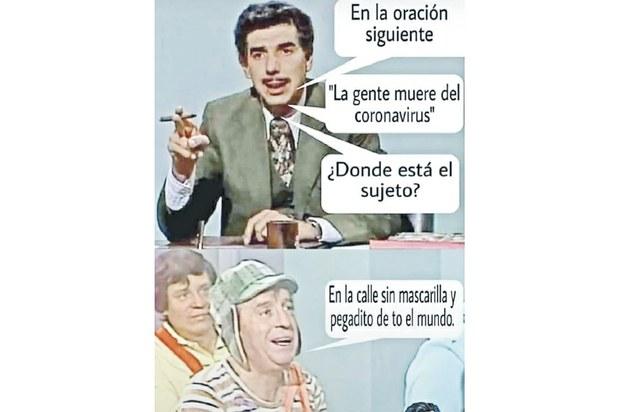 En la oración
siguiente
"La gente muere del
coronavirus"
¿Donde está el
sujeto?
En la calle sin mascarilla y
pegadito de to el mundo.